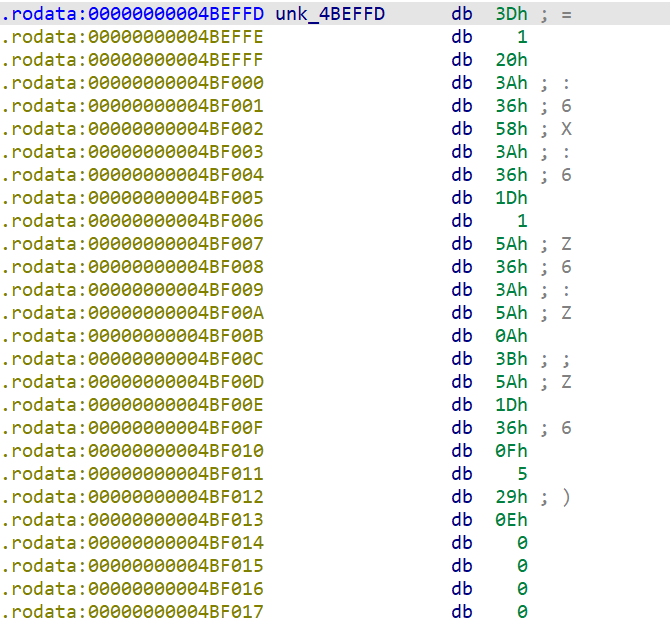 .rodata:00000000004BEFFD unk_4BEFFD db 3Dh ; =
.rodata:00000000004BEFFE db 1
.rodata:00000000004BEFFF db 20h
.rodata:00000000004BF000 db 3Ah ; :
.rodata:00000000004BF001 db 36h ; 6
.rodata:00000000004BF002 db 58h ; X
.rodata:00000000004BF003 db 3Ah ; :
.rodata:00000000004BF004 db 36h ; 6
.rodata:00000000004BF005 db 1Dh
.rodata:00000000004BF006 db 1
.rodata:00000000004BF007 db 5Ah ; Z
.rodata:00000000004BF008 db 36h ; 6
.rodata:00000000004BF009 db 3Ah ; :
.rodata:00000000004BF00A db 5Ah ; Z
.rodata:00000000004BF00B db 0Ah
.rodata:00000000004BF00C db 3Bh ; ;
.rodata:00000000004BF00D db 5Ah ; Z
.rodata:00000000004BF00E db 1Dh
.rodata:00000000004BF00F db 36h ; 6
.rodata:00000000004BF010 db 0Fh
.rodata:00000000004BF011 db 5
.rodata:00000000004BF012 db 29h ; )
.rodata:00000000004BF013 db 0Eh
.rodata:00000000004BF014 db 0
.rodata:00000000004BF015 db 0
.rodata:00000000004BF016 db 0
.rodata:00000000004BF017 db 0